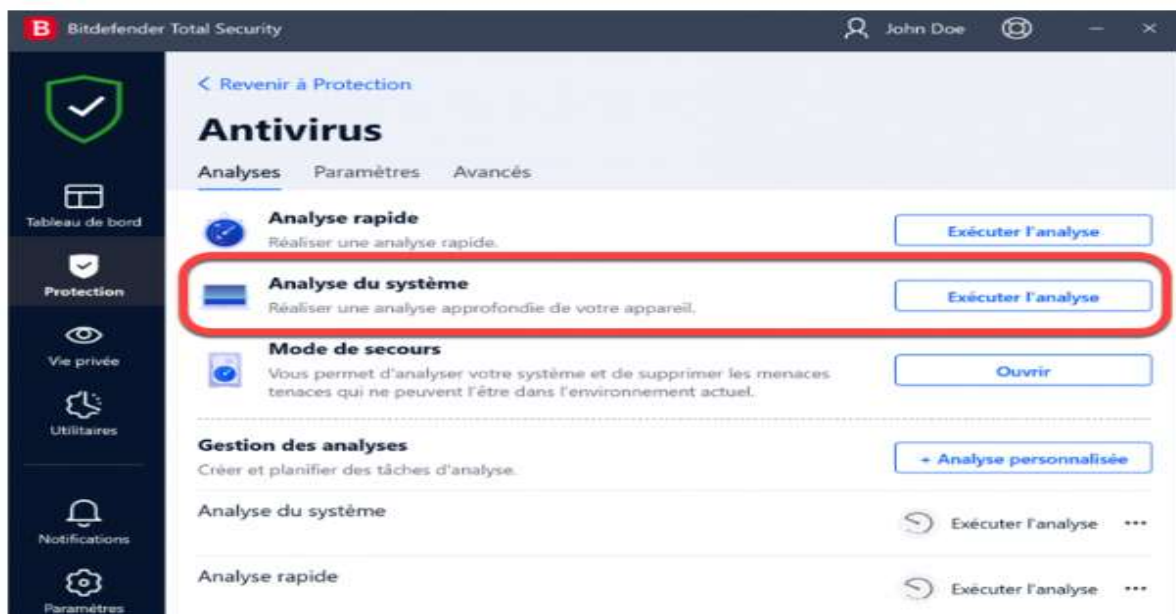 B Bitdefender Total Security
John Doe
< Revenir à Protection
Antivirus
Analyses Paramètres Avancés
Tableau de bord
Protection
Vie privée
Utilitaires
Notifications
Paramètres
Analyse rapide
Réaliser une analyse rapide.
Exécuter l'analyse
Analyse du système
Réaliser une analyse approfondie de votre appareil.
Exécuter l'analyse
Mode de secours
Vous permet d'analyser votre système et de supprimer les menaces
tenaces qui ne peuvent l'être dans l'environnement actuel.
Ouvrir
Gestion des analyses
Créer et planifier des tâches d'analyse.
+ Analyse personnalisée
Analyse du système
Exécuter l'analyse
Analyse rapide
Exécuter l'analyse